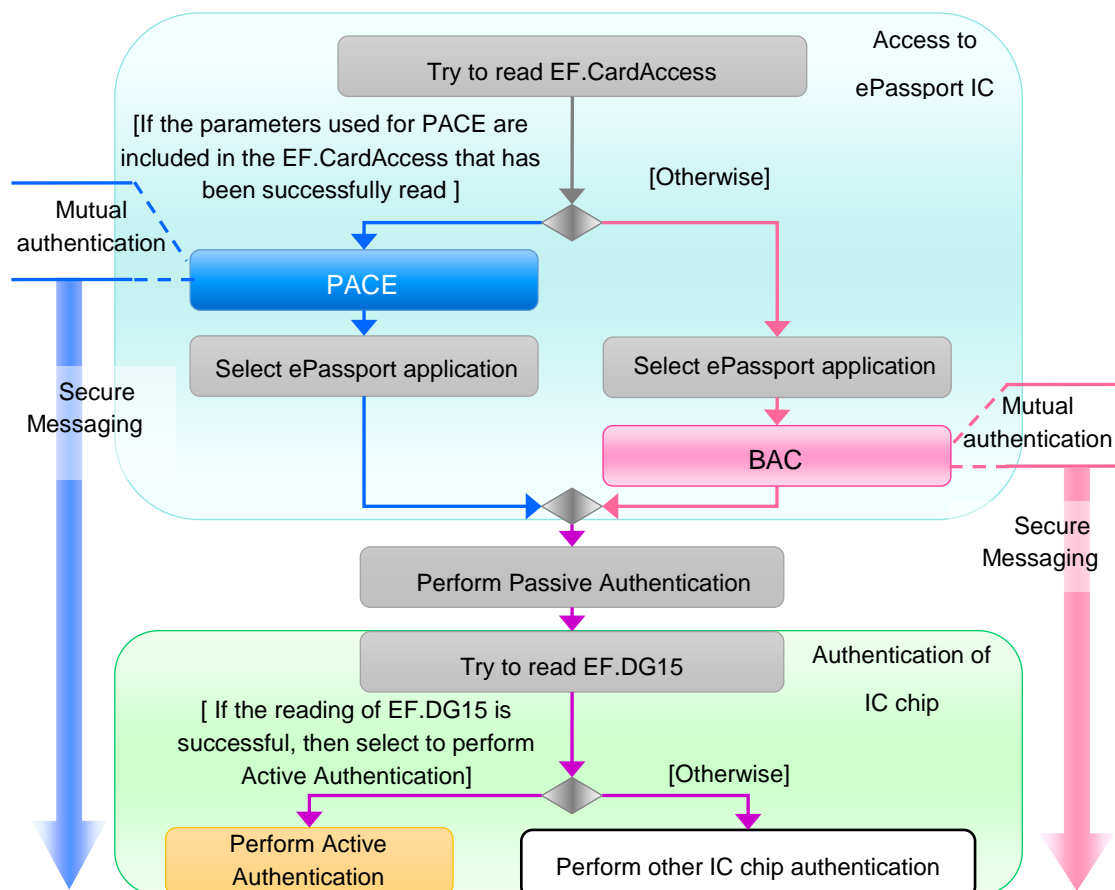 Access to
ePassport IC
Try to read EF.CardAccess
[If the parameters used for PACE are
included in the EF.CardAccess that has
been successfully read ]
[Otherwise]
Mutual
authentication
PACE
Select ePassport application
Select ePassport application
Secure
Messaging
Mutual
authentication
BAC
Secure
Messaging
Perform Passive Authentication
Try to read EF.DG15
Authentication of
IC chip
[ If the reading of EF.DG15 is
successful, then select to perform
Active Authentication]
[Otherwise]
Perform Active
Authentication
Perform other IC chip authentication